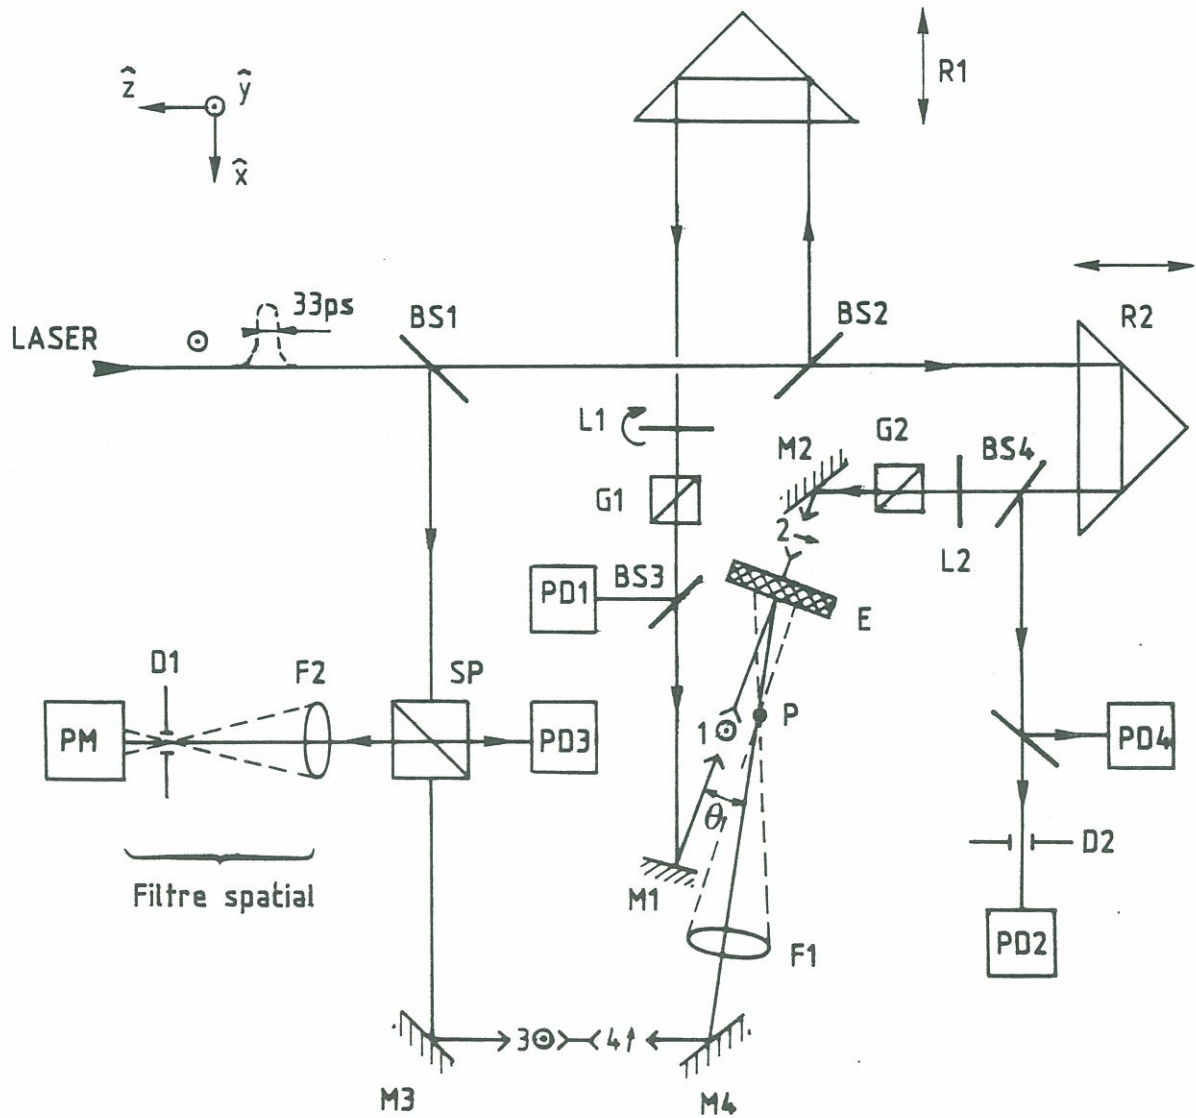 R1
ẑ ŷ
x̂
33ps
LASER
BS1
BS2
R2
L1
M2
G2
BS4
G1
2
L2
PD1
BS3
E
D1
F2
SP
PM
PD3
1
P
PD4
θ₁
D2
Filtre spatial
M1
F1
PD2
3
4
M3
M4